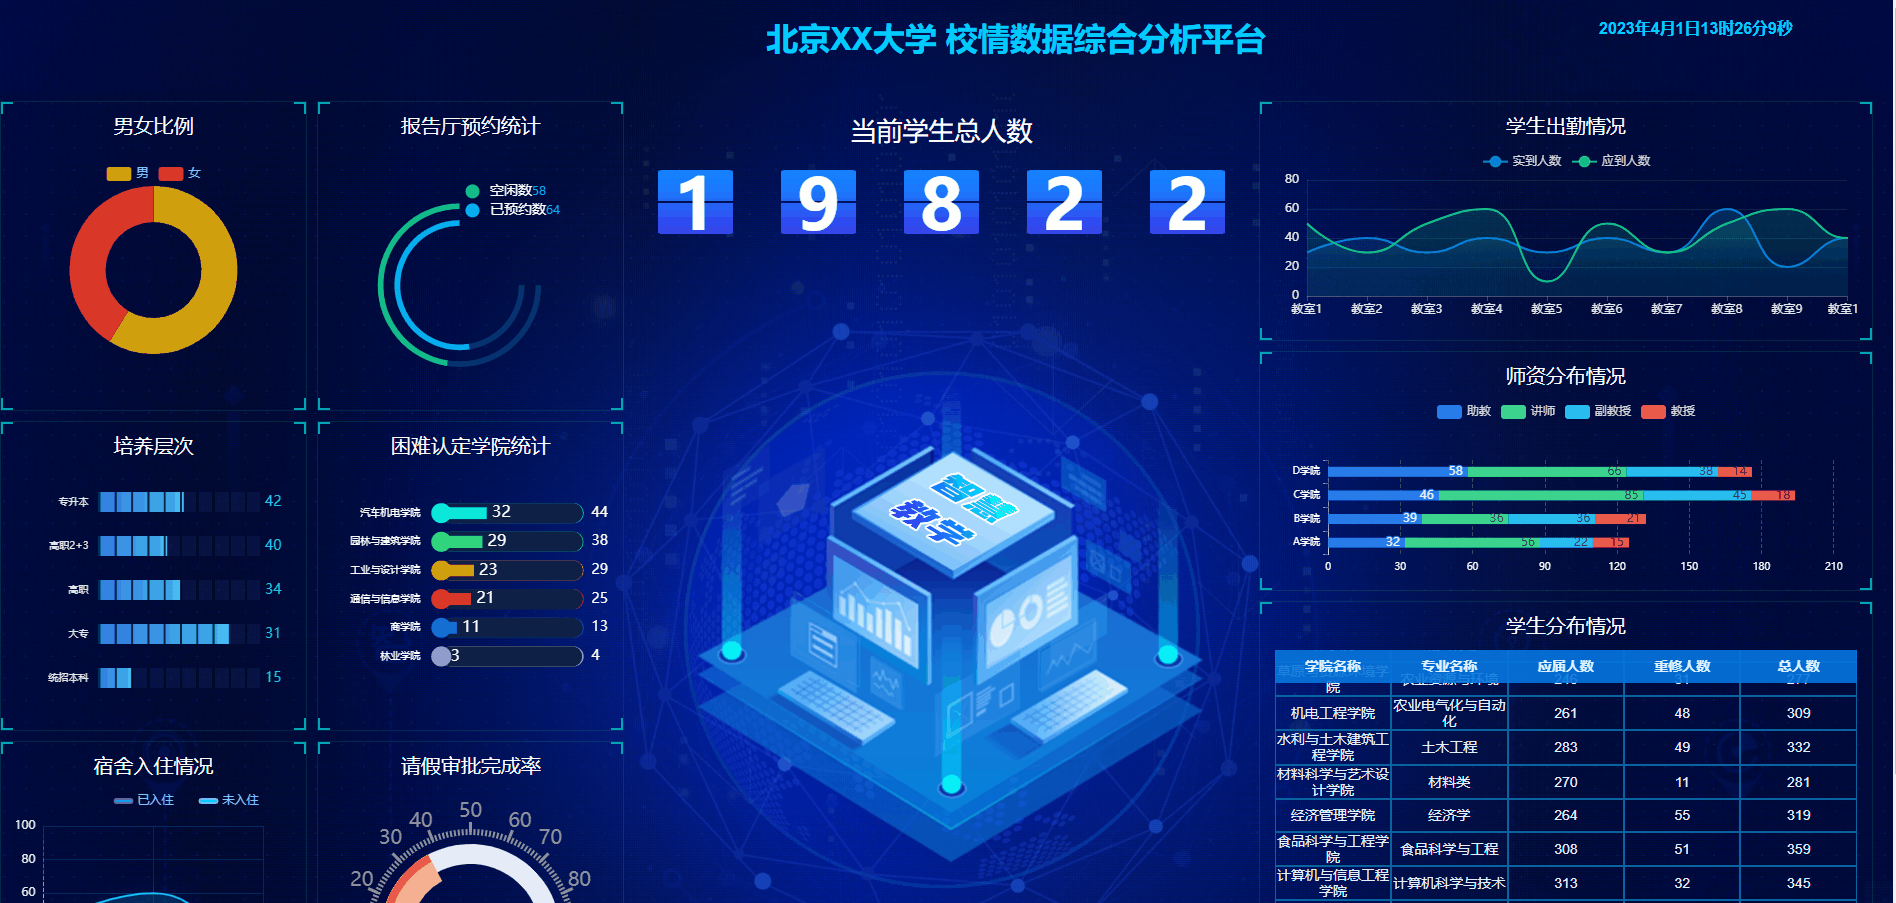 北京XX大学 校情数据综合分析平台
2023年4月1日13时26分9秒
男女比例
男 女
报告厅预约统计
空闲数58
已预约数64
当前学生总人数
1 9 8 2 2
学生出勤情况
实到人数 应到人数
80
60
40
20
0
教室1 教室2 教室3 教室4 教室5 教室6 教室7 教室8 教室9 教室1
师资分布情况
助教 讲师 副教授 教授
D学院 58 66 38 14
C学院 46 85 45 18
B学院 39 36 36 21
A学院 32 56 22 15
0 30 60 90 120 150 180 210
培养层次
专升本 42
高职2+3 40
高职 34
大专 31
统招本科 15
困难认定学院统计
汽车机电学院 32 44
园林与建筑学院 29 38
工业与设计学院 23 29
通信与信息学院 21 25
商学院 11 13
林业学院 3 4
智慧
教学
学生分布情况
学院名称 专业名称 应届人数 重修人数 总人数
院 农业资源与环境 246 31 277
机电工程学院 农业电气化与自动
化 261 48 309
水利与土木建筑工
程学院 土木工程 283 49 332
材料科学与艺术设
计学院 材料类 270 11 281
经济管理学院 经济学 264 55 319
食品科学与工程学
院 食品科学与工程 308 51 359
计算机与信息工程
学院 计算机科学与技术 313 32 345
宿舍入住情况
已入住 未入住
100
80
60
请假审批完成率
20 30 40 50 60 70 80